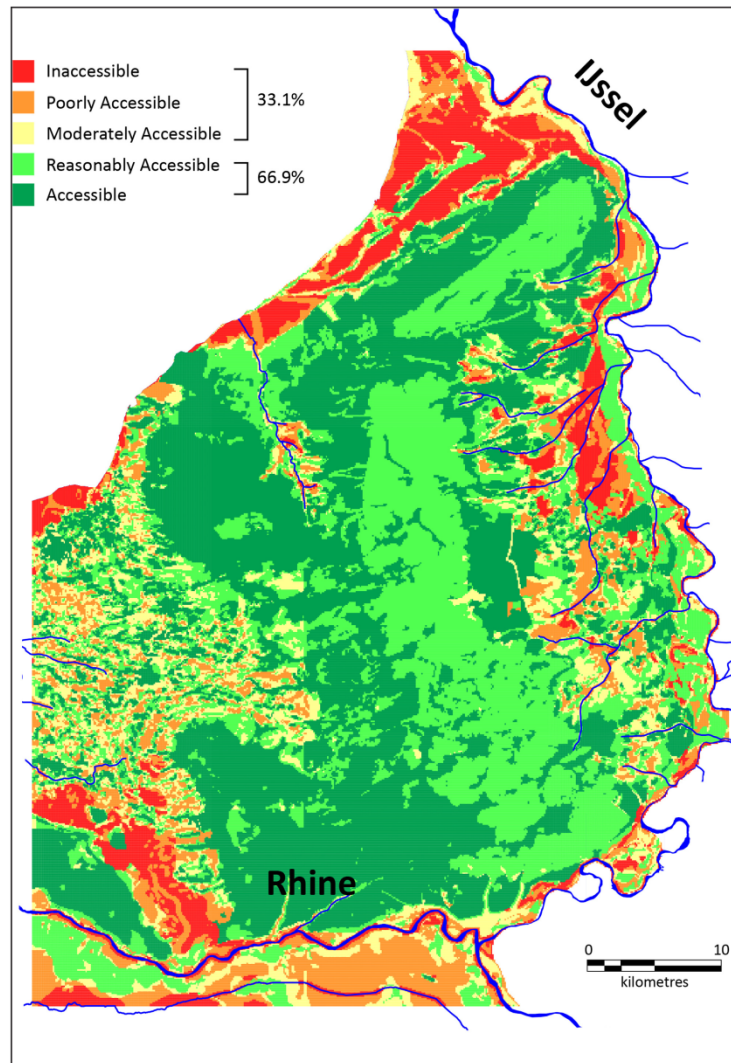 Inaccessible
Poorly Accessible
Moderately Accessible
33.1%
Reasonably Accessible
Accessible
66.9%
IJssel
Rhine
0 10
kilometres